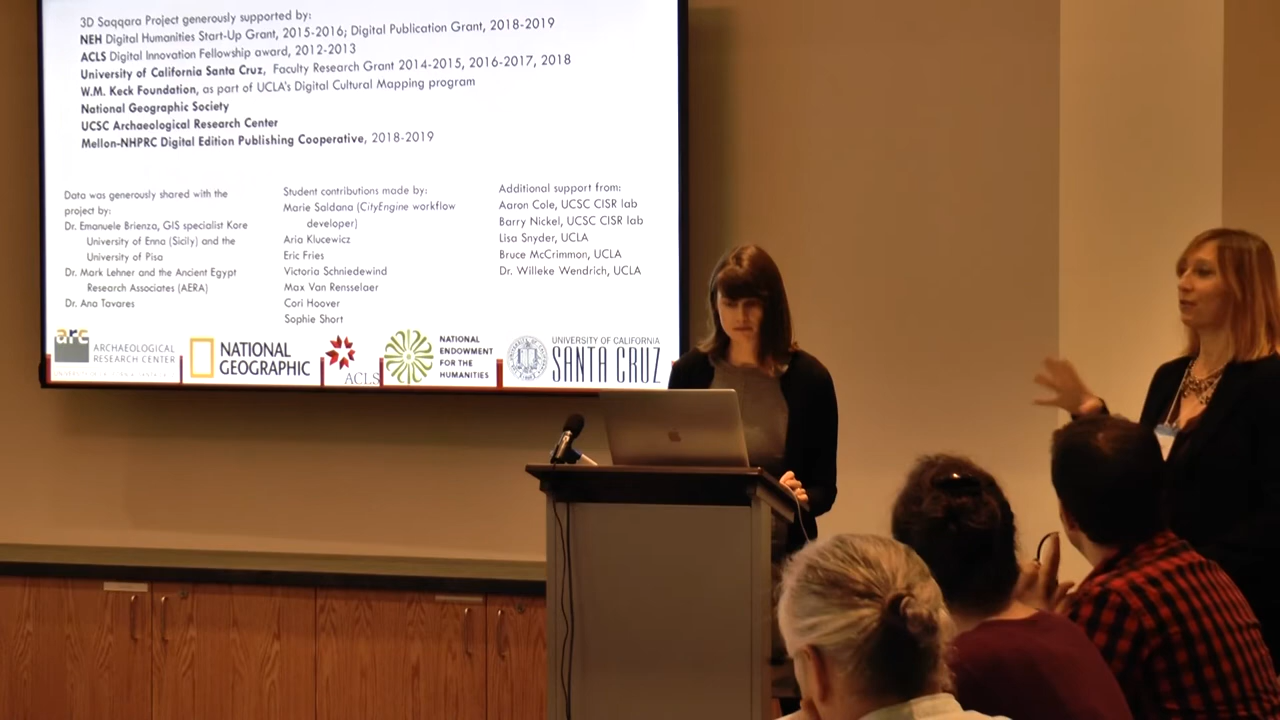 3D Saqqara Project generously supported by:
NEH Digital Humanities Start-Up Grant, 2015-2016; Digital Publication Grant, 2018-2019
ACLS Digital Innovation Fellowship award, 2012-2013
University of California Santa Cruz, Faculty Research Grant 2014-2015, 2016-2017, 2018
W.M. Keck Foundation, as part of UCLA's Digital Cultural Mapping program
National Geographic Society
UCSC Archaeological Research Center
Mellon-NHPRC Digital Edition Publishing Cooperative, 2018-2019
Data was generously shared with the
project by:
Dr. Emanuele Brienza, GIS specialist Kore
University of Enna (Sicily) and the
University of Pisa
Dr. Mark Lehner and the Ancient Egypt
Research Associates (AERA)
Dr. Ana Tavares
Student contributions made by:
Marie Saldana (CityEngine workflow
developer)
Aria Klucewicz
Eric Fries
Victoria Schniedewind
Max Van Rensselaer
Cori Hoover
Sophie Short
Additional support from:
Aaron Cole, UCSC CISR lab
Barry Nickel, UCSC CISR lab
Lisa Snyder, UCLA
Bruce McCrimmon, UCLA
Dr. Willeke Wendrich, UCLA
arc
ARCHAEOLOGICAL
RESEARCH CENTER
NATIONAL
GEOGRAPHIC
ACLS
NATIONAL
ENDOWMENT
FOR THE
HUMANITIES
UNIVERSITY OF CALIFORNIA
SANTA CRUZ